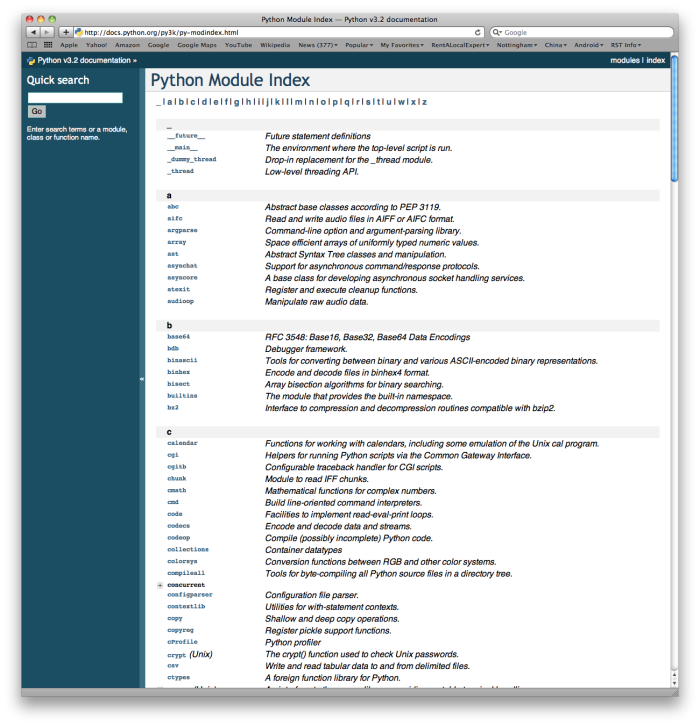 Python Module Index — Python v3.2 documentation
http://docs.python.org/py3k/py-modindex.html
Google
Apple Yahoo! Amazon Google Google Maps YouTube Wikipedia News (377) Popular My Favorites RentALocalExpert Nottingham China Android RST Info
Python v3.2 documentation »
modules | index
Quick search
Go
Enter search terms or a module,
class or function name.
«
Python Module Index
_ | a | b | c | d | e | f | g | h | i | j | k | l | m | n | o | p | q | r | s | t | u | w | x | z
_
__future__ Future statement definitions
__main__ The environment where the top-level script is run.
_dummy_thread Drop-in replacement for the _thread module.
_thread Low-level threading API.
a
abc Abstract base classes according to PEP 3119.
aifc Read and write audio files in AIFF or AIFC format.
argparse Command-line option and argument-parsing library.
array Space efficient arrays of uniformly typed numeric values.
ast Abstract Syntax Tree classes and manipulation.
asynchat Support for asynchronous command/response protocols.
asyncore A base class for developing asynchronous socket handling services.
atexit Register and execute cleanup functions.
audioop Manipulate raw audio data.
b
base64 RFC 3548: Base16, Base32, Base64 Data Encodings
bdb Debugger framework.
binascii Tools for converting between binary and various ASCII-encoded binary representations.
binhex Encode and decode files in binhex4 format.
bisect Array bisection algorithms for binary searching.
builtins The module that provides the built-in namespace.
bz2 Interface to compression and decompression routines compatible with bzip2.
c
calendar Functions for working with calendars, including some emulation of the Unix cal program.
cgi Helpers for running Python scripts via the Common Gateway Interface.
cgitb Configurable traceback handler for CGI scripts.
chunk Module to read IFF chunks.
cmath Mathematical functions for complex numbers.
cmd Build line-oriented command interpreters.
code Facilities to implement read-eval-print loops.
codecs Encode and decode data and streams.
codeop Compile (possibly incomplete) Python code.
collections Container datatypes
colorsys Conversion functions between RGB and other color systems.
compileall Tools for byte-compiling all Python source files in a directory tree.
concurrent
configparser Configuration file parser.
contextlib Utilities for with-statement contexts.
copy Shallow and deep copy operations.
copyreg Register pickle support functions.
cProfile Python profiler
crypt (Unix) The crypt() function used to check Unix passwords.
csv Write and read tabular data to and from delimited files.
ctypes A foreign function library for Python.